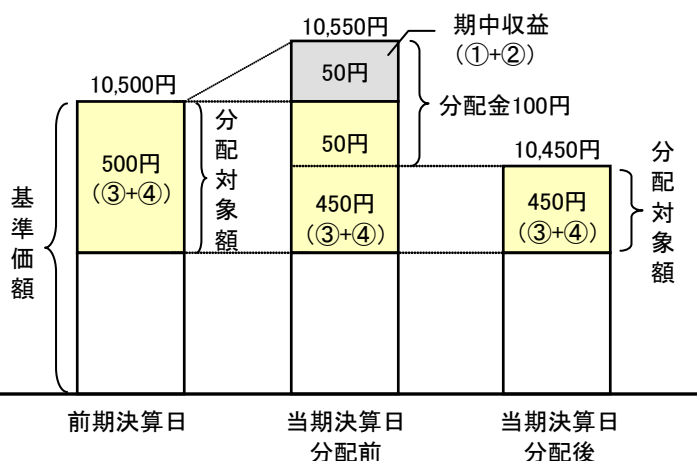 10,550円
期中収益
(①+②)
50円
10,500円
分配金100円
分配対象額
500円
(③+④)
50円
10,450円
分配対象額
基準価額
450円
(③+④)
450円
(③+④)
前期決算日
当期決算日
分配前
当期決算日
分配後